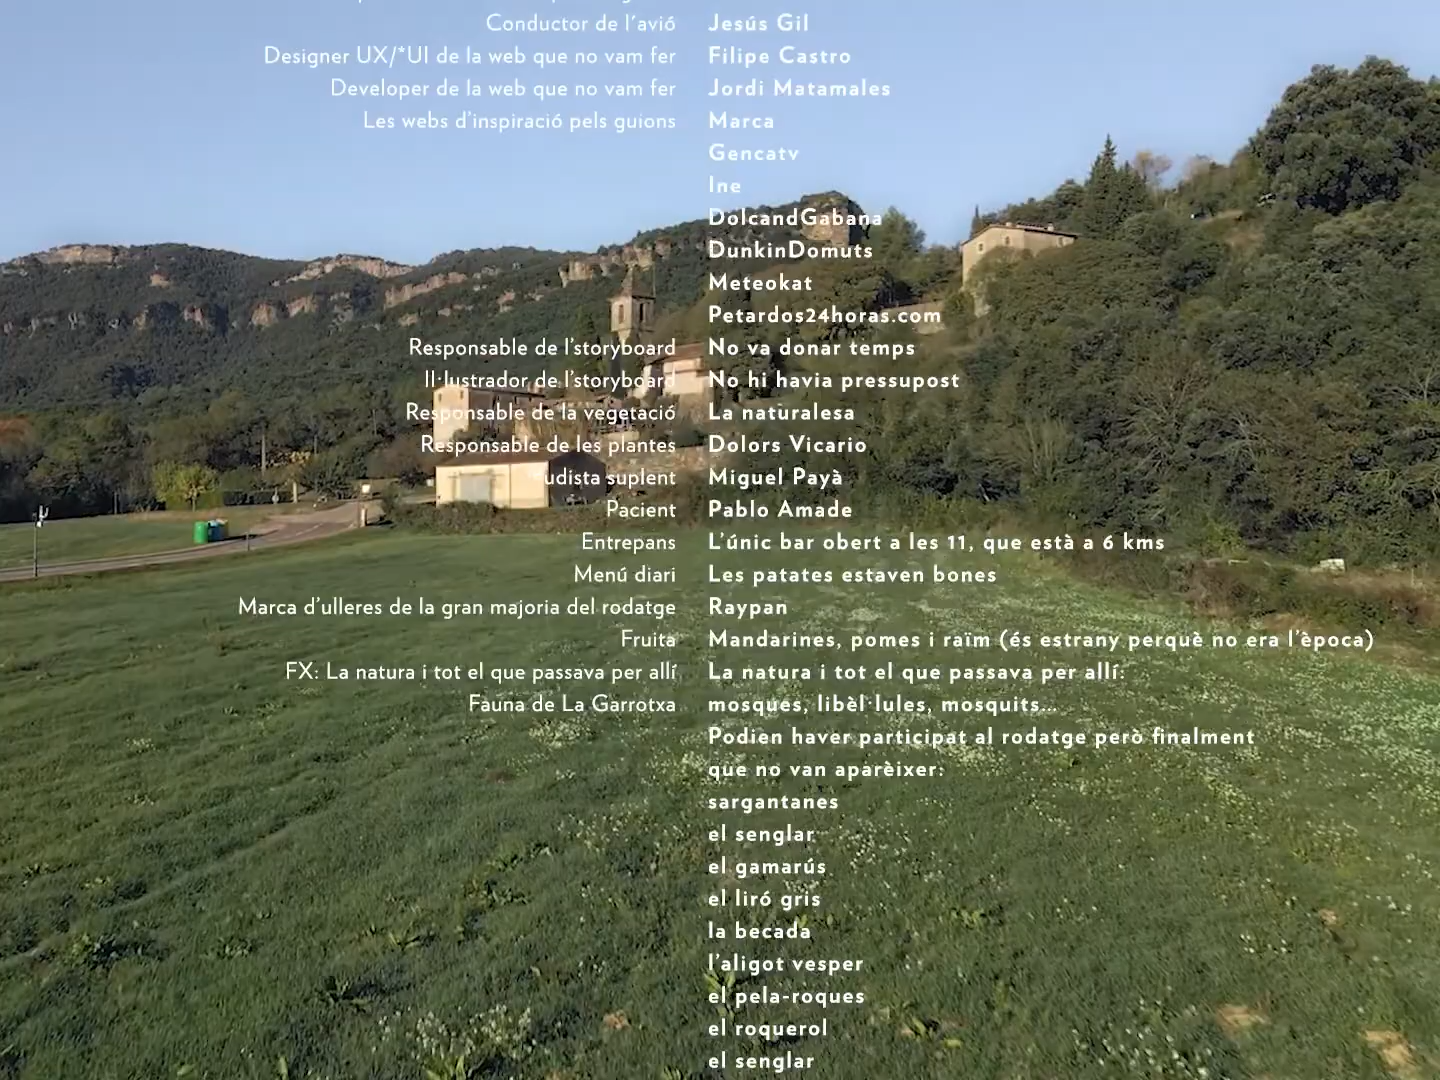 Conductor de l'avió Jesús Gil
Designer UX/*UI de la web que no vam fer Filipe Castro
Developer de la web que no vam fer Jordi Matamales
Les webs d'inspiració pels guions Marca
Gencatv
Ine
DolcandGabana
DunkinDomuts
Meteokat
Petardos24horas.com
Responsable de l'storyboard No va donar temps
Il·lustrador de l'storyboard No hi havia pressupost
Responsable de la vegetació La naturalesa
Responsable de les plantes Dolors Vicario
suplent Miguel Payà
Pacient Pablo Amade
Entrepans L'únic bar obert a les 11, que està a 6 kms
Menú diari Les patates estaven bones
Marca d'ulleres de la gran majoria del rodatge Raypan
Fruita Mandarines, pomes i raïm (és estrany perquè no era l'època)
FX: La natura i tot el que passava per allí La natura i tot el que passava per allí:
Fauna de La Garrotxa mosques, libèl·lules, mosquits...
Podien haver participat al rodatge però finalment
que no van aparèixer:
sargantanes
el senglar
el gamarús
el liró gris
la becada
l'aligot vesper
el pela-roques
el roquerol
el senglar